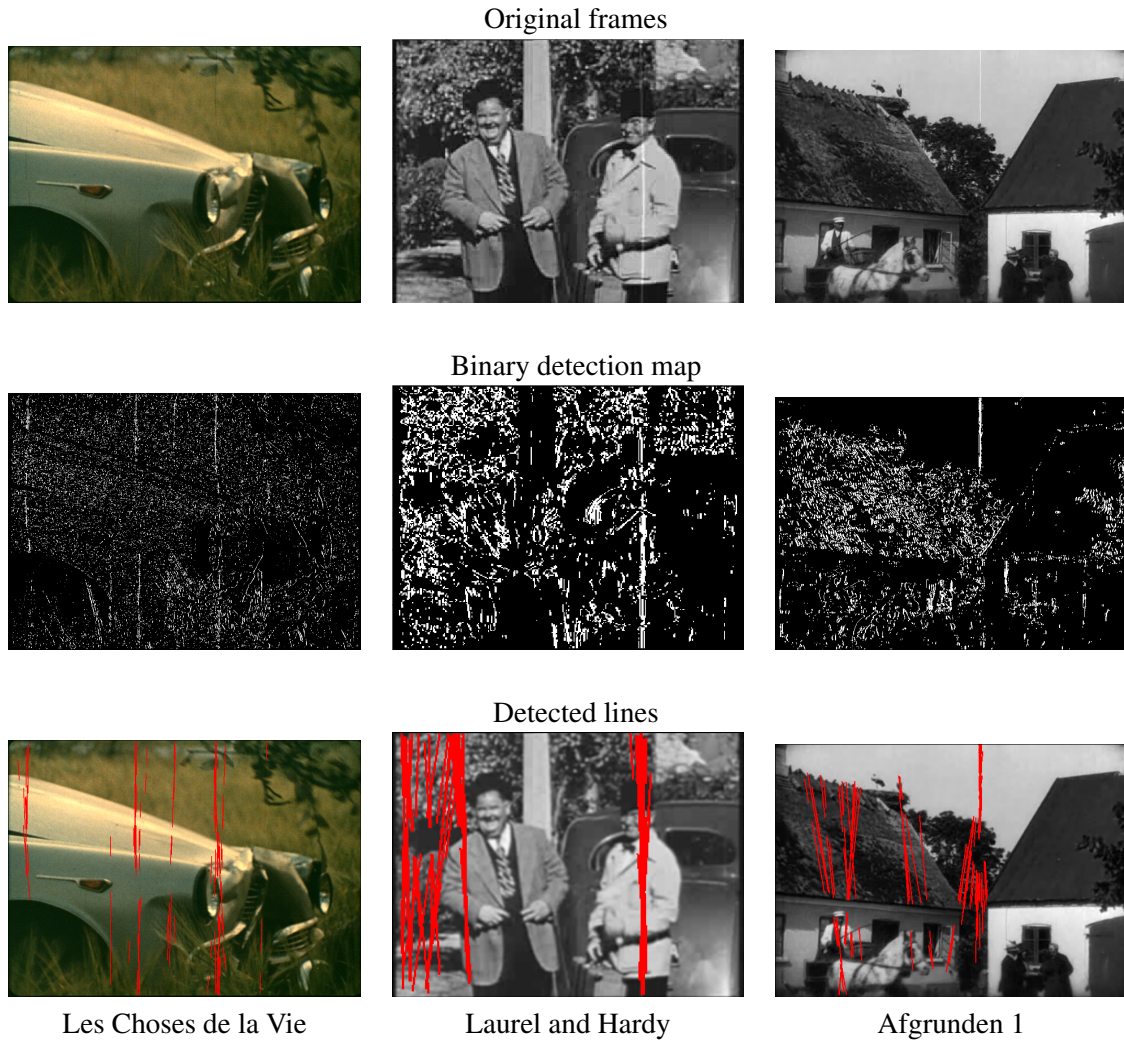 Original frames
Binary detection map
Detected lines
Les Choses de la Vie
Laurel and Hardy
Afgrunden 1